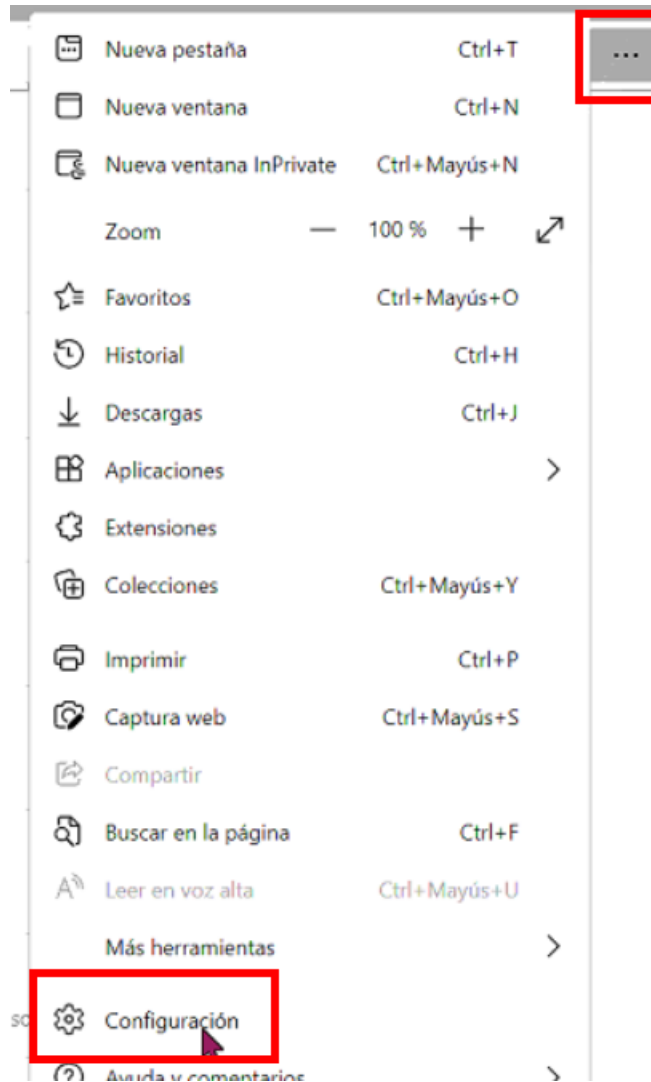 Nueva pestaña Ctrl+T
...
Nueva ventana Ctrl+N
Nueva ventana InPrivate Ctrl+Mayús+N
Zoom — 100 % +
Favoritos Ctrl+Mayús+O
Historial Ctrl+H
Descargas Ctrl+J
Aplicaciones
Extensiones
Colecciones Ctrl+Mayús+Y
Imprimir Ctrl+P
Captura web Ctrl+Mayús+S
Compartir
Buscar en la página Ctrl+F
Leer en voz alta Ctrl+Mayús+U
Más herramientas
Configuración
Ayuda y comentarios